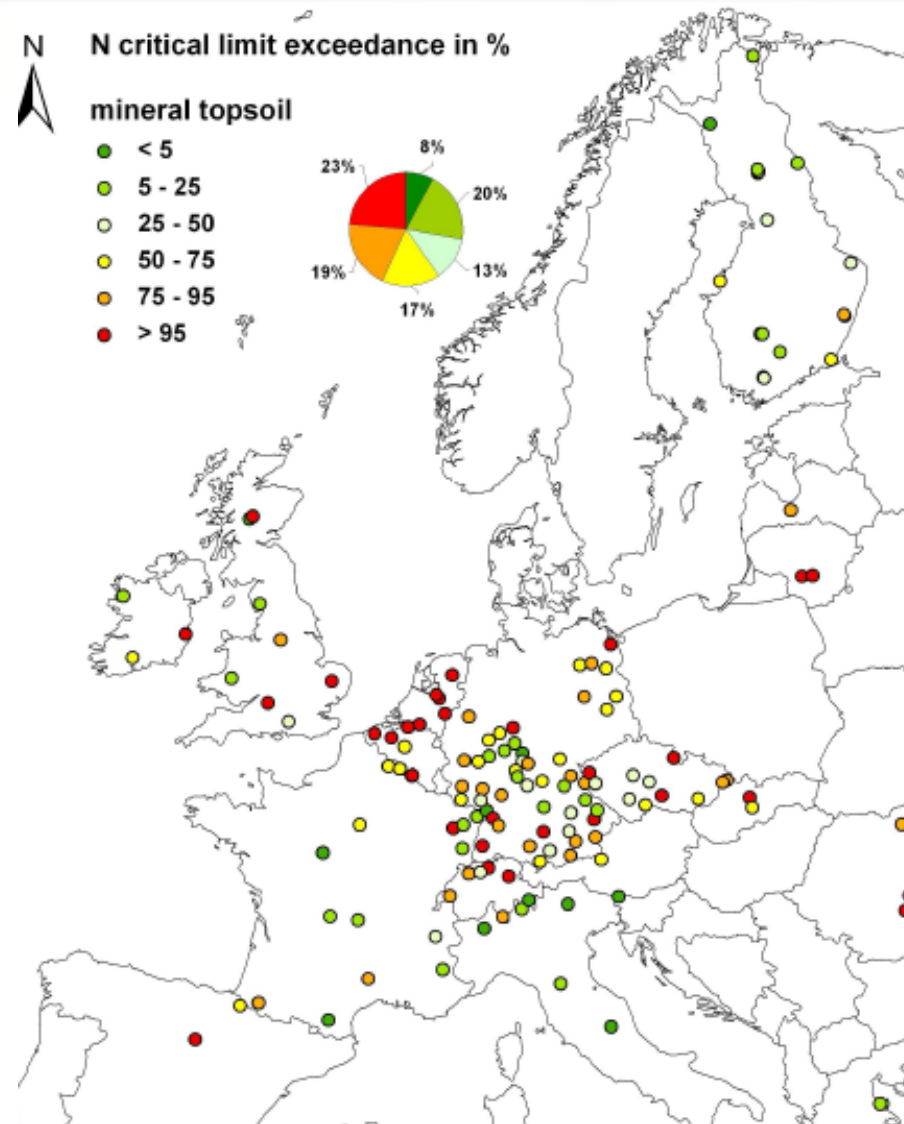 N
N critical limit exceedance in %
mineral topsoil
< 5
5 - 25
25 - 50
50 - 75
75 - 95
> 95
23%
8%
20%
19%
13%
17%